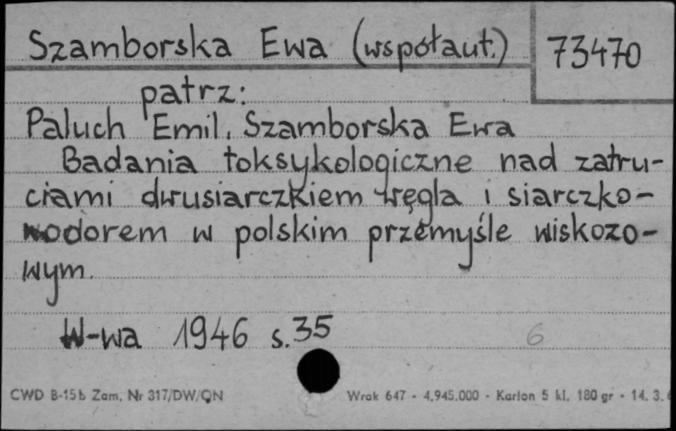 Szamborska Ewa (współaut.) 73470
patrz:
Paluch Emil. Szamborska Ewa
Badania toksykologiczne nad zatru-
ciami dwusiarczkiem węgla i siarczko-
wodorem w polskim przemyśle wiskozo-
wym.
W-wa 1946 s. 35 6
CWD B-15b Zam. Nr 317/DW/ON Wrak 647 - 4.945.000 - Karton 5 kl. 180 gr - 14. 3.